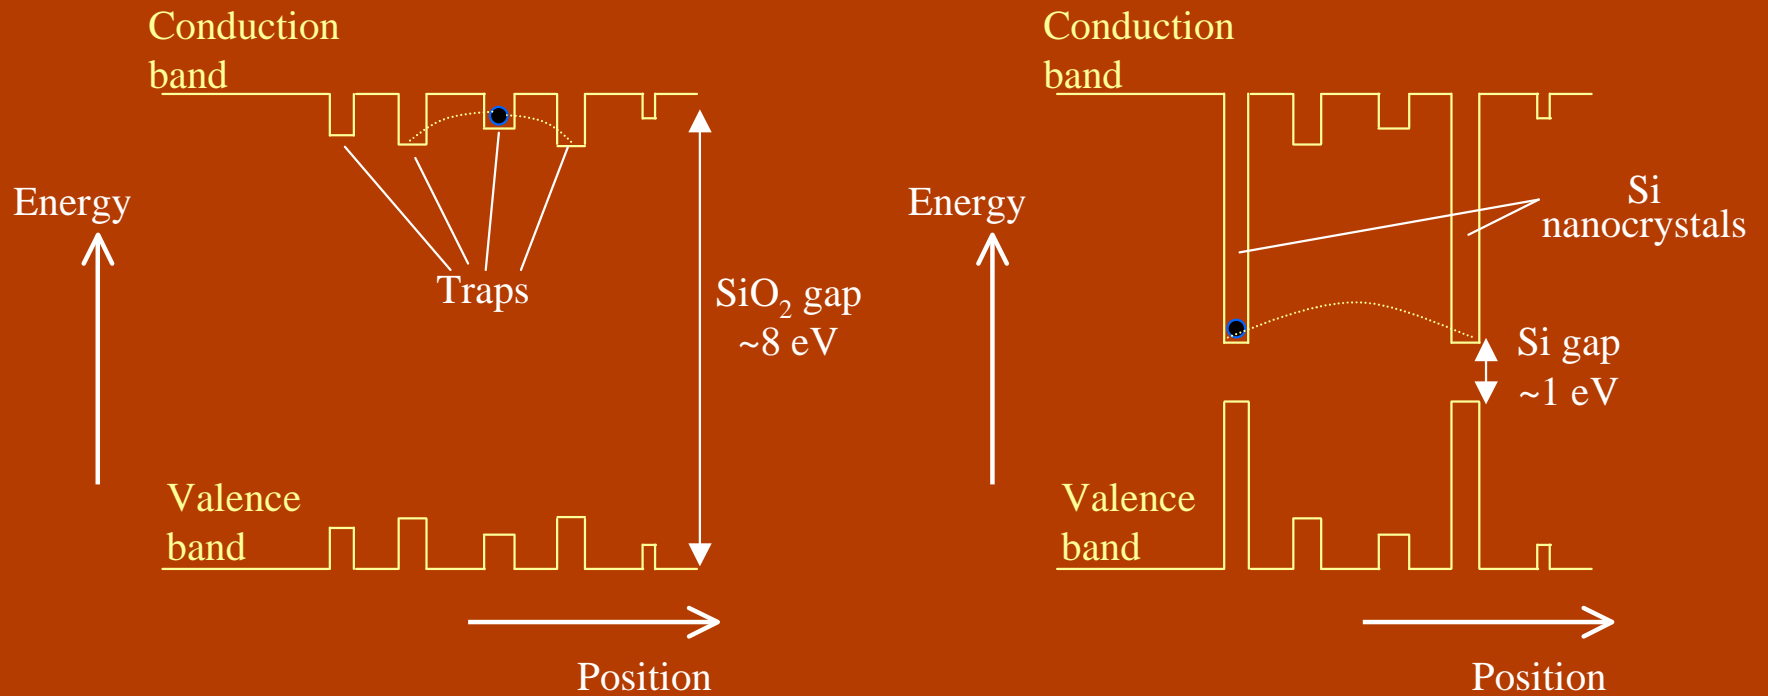 Conduction
band
Energy
Traps
SiO₂ gap
~8 eV
Valence
band
Position
Conduction
band
Energy
Si
nanocrystals
Si gap
~1 eV
Valence
band
Position